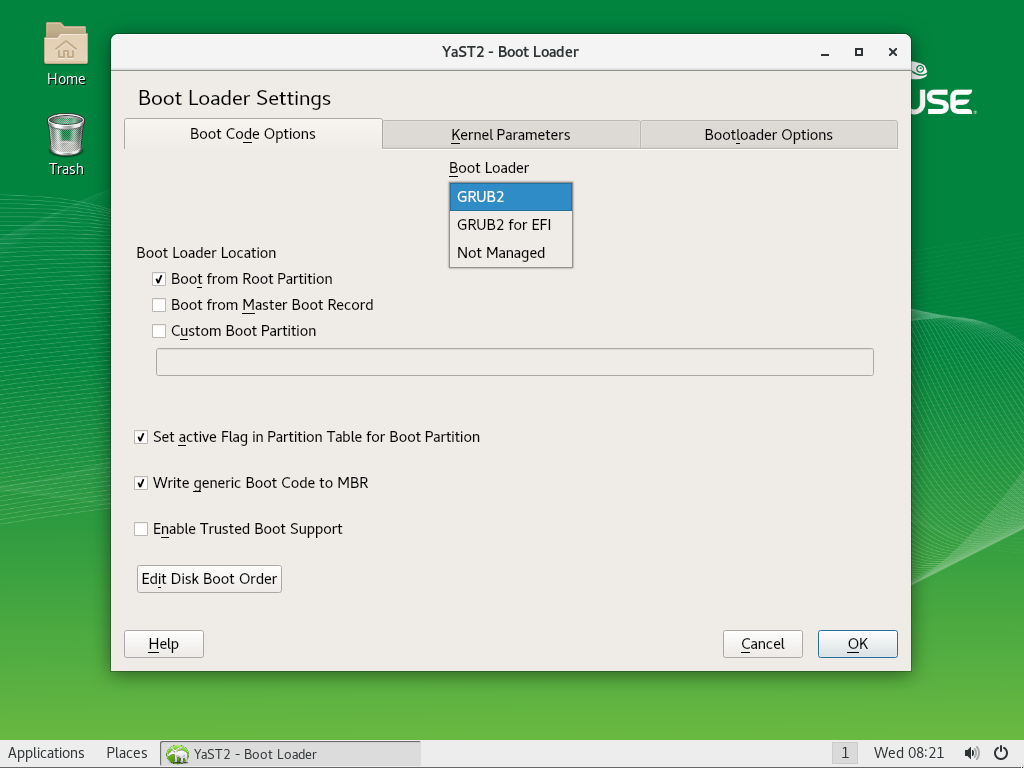 Home
Trash
USE
YaST2 - Boot Loader
Boot Loader Settings
Boot Code Options
Kernel Parameters
Bootloader Options
Boot Loader
GRUB2
GRUB2 for EFI
Not Managed
Boot Loader Location
Boot from Root Partition
Boot from Master Boot Record
Custom Boot Partition
Set active Flag in Partition Table for Boot Partition
Write generic Boot Code to MBR
Enable Trusted Boot Support
Edit Disk Boot Order
Help
Cancel
OK
Applications
Places
YaST2 - Boot Loader
1
Wed 08:21